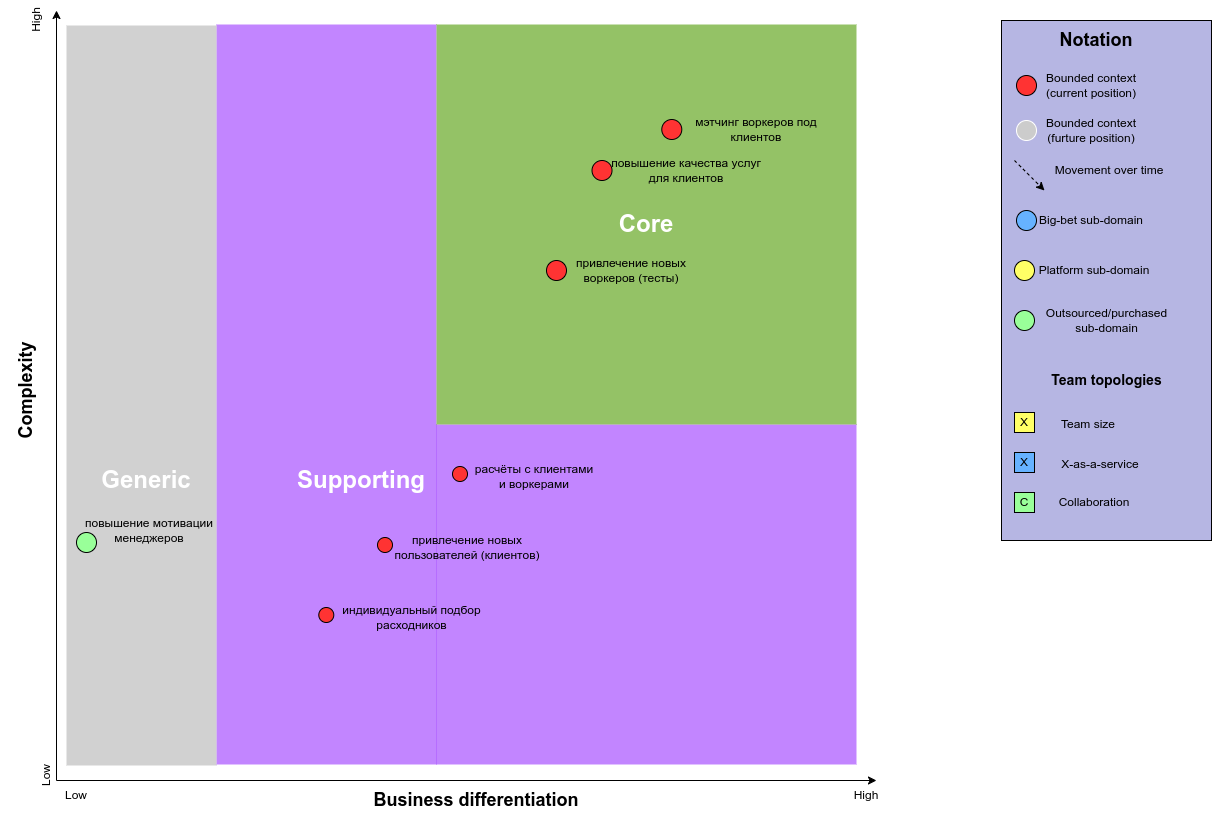 High
Complexity
Low
Low
Business differentiation
High
Generic
Supporting
Core
мэтчинг воркеров под
клиентов
повышение качества услуг
для клиентов
привлечение новых
воркеров (тесты)
расчёты с клиентами
и воркерами
привлечение новых
пользователей (клиентов)
индивидуальный подбор
расходников
повышение мотивации
менеджеров
Notation
Bounded context
(current position)
Bounded context
(furture position)
Movement over time
Big-bet sub-domain
Platform sub-domain
Outsourced/purchased
sub-domain
Team topologies
X Team size
X X-as-a-service
C Collaboration